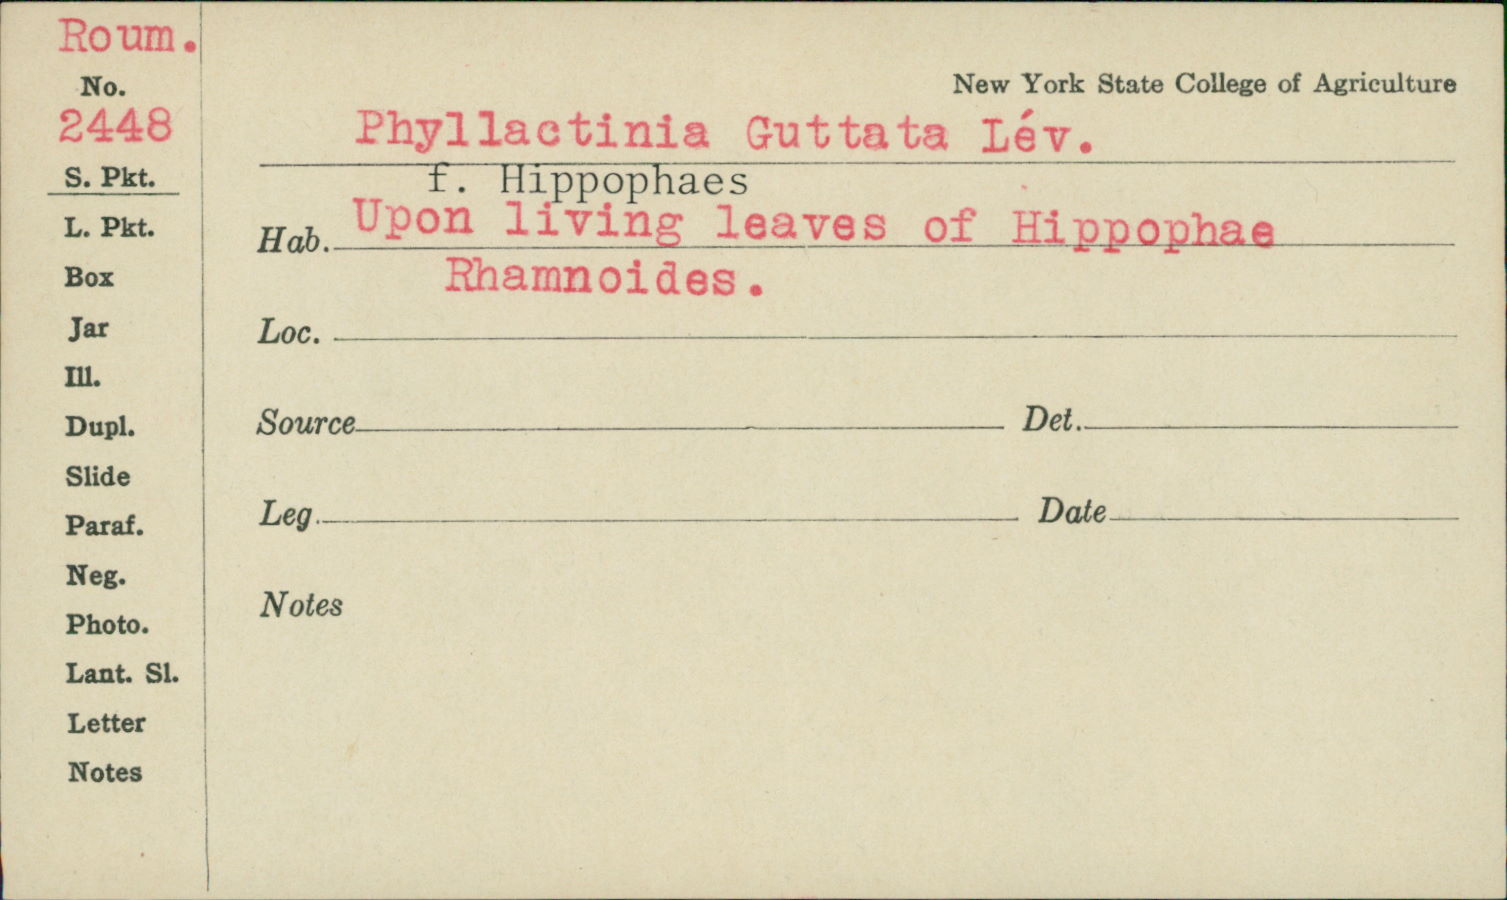 Roum.
No.
2448
S. Pkt.
L. Pkt.
Box
Jar
Ill.
Dupl.
Slide
Paraf.
Neg.
Photo.
Lant. Sl.
Letter
Notes
New York State College of Agriculture
Phyllactinia Guttata Lév.
f. Hippophaes
Hab. Upon living leaves of Hippophae
Rhamnoides.
Loc.
Source Det.
Leg. Date
Notes